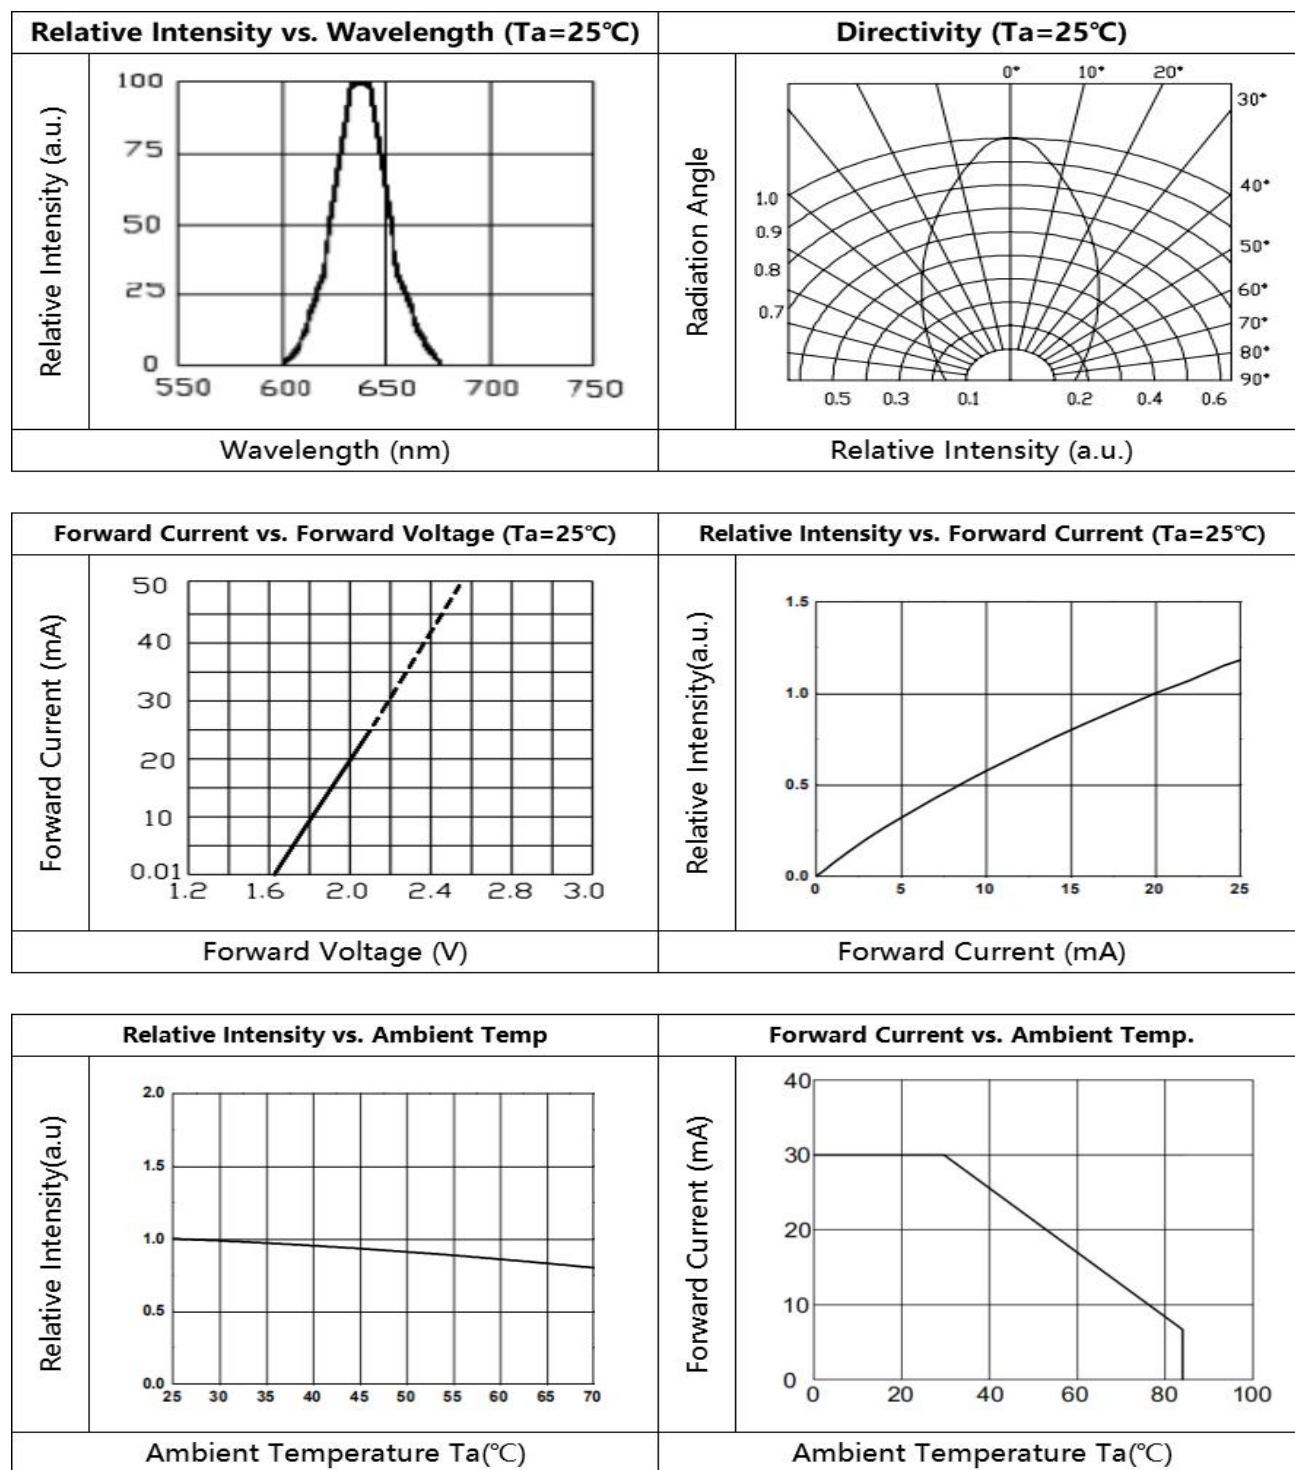 Relative Intensity vs. Wavelength (Ta=25℃)
Directivity (Ta=25℃)
Relative Intensity (a.u.)
100
75
50
25
0
550 600 650 700 750
Wavelength (nm)
Radiation Angle
0° 10° 20°
30°
40°
50°
60°
70°
80°
90°
1.0
0.9
0.8
0.7
0.5 0.3 0.1 0.2 0.4 0.6
Relative Intensity (a.u.)
Forward Current vs. Forward Voltage (Ta=25℃)
Relative Intensity vs. Forward Current (Ta=25℃)
Forward Current (mA)
50
40
30
20
10
0.01
1.2 1.6 2.0 2.4 2.8 3.0
Forward Voltage (V)
Relative Intensity(a.u.)
1.5
1.0
0.5
0.0
0 5 10 15 20 25
Forward Current (mA)
Relative Intensity vs. Ambient Temp
Forward Current vs. Ambient Temp.
Relative Intensity(a.u)
2.0
1.5
1.0
0.5
0.0
25 30 35 40 45 50 55 60 65 70
Ambient Temperature Ta(℃)
Forward Current (mA)
40
30
20
10
0
0 20 40 60 80 100
Ambient Temperature Ta(℃)